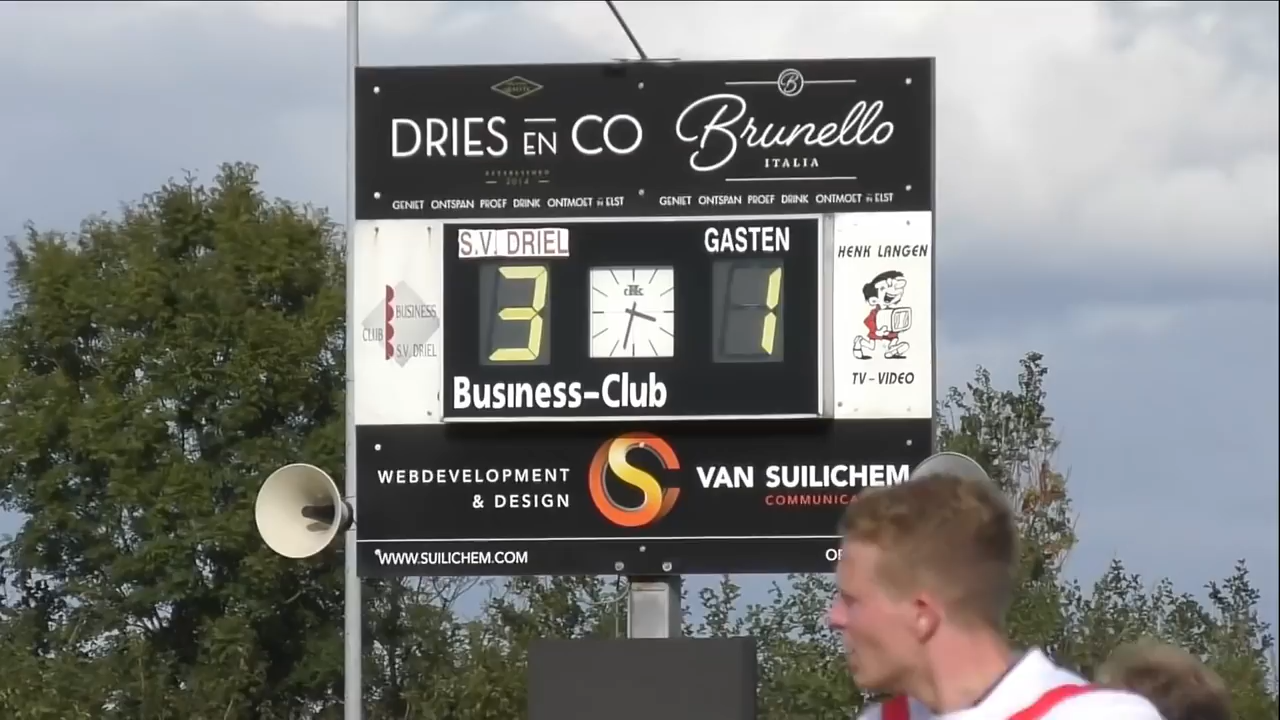 DRIES EN CO
ESTABLISHED
2014
GENIET ONTSPAN PROEF DRINK ONTMOET IN ELST
B
Brunello
ITALIA
GENIET ONTSPAN PROEF DRINK ONTMOET IN ELST
S.V. DRIEL
GASTEN
3
1
BUSINESS
CLUB
S.V. DRIEL
Business-Club
HENK LANGEN
TV-VIDEO
WEBDEVELOPMENT
& DESIGN
VAN SUILICHEM
WWW.SUILICHEM.COM